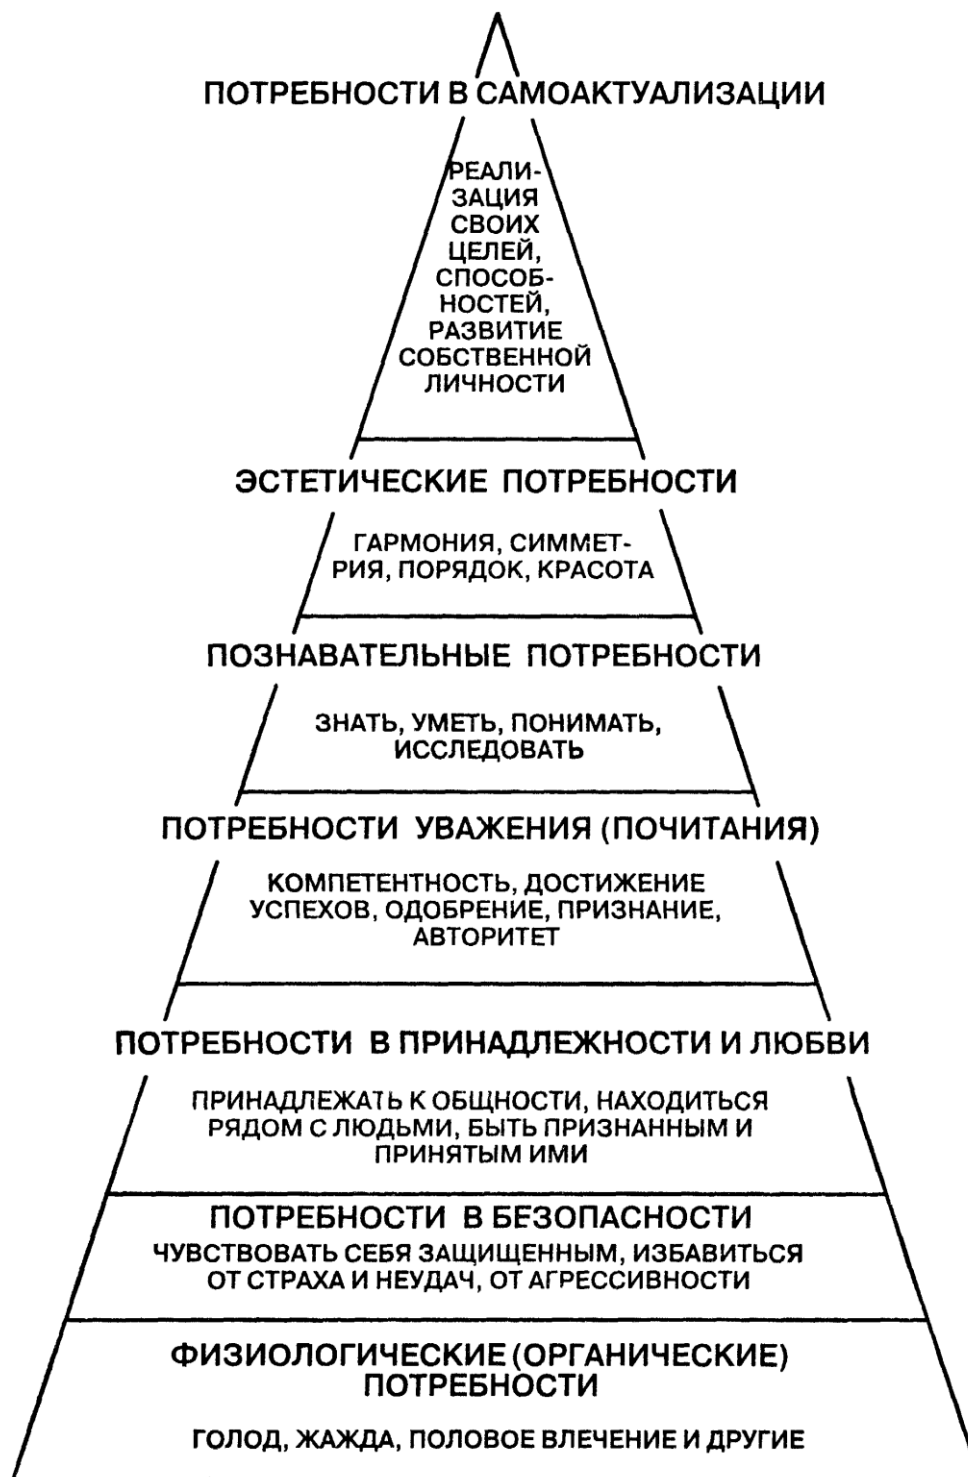 ПОТРЕБНОСТИ В САМОАКТУАЛИЗАЦИИ
РЕАЛИ-
ЗАЦИЯ
СВОИХ
ЦЕЛЕЙ,
СПОСОБ-
НОСТЕЙ,
РАЗВИТИЕ
СОБСТВЕННОЙ
ЛИЧНОСТИ
ЭСТЕТИЧЕСКИЕ ПОТРЕБНОСТИ
ГАРМОНИЯ, СИММЕТ-
РИЯ, ПОРЯДОК, КРАСОТА
ПОЗНАВАТЕЛЬНЫЕ ПОТРЕБНОСТИ
ЗНАТЬ, УМЕТЬ, ПОНИМАТЬ,
ИССЛЕДОВАТЬ
ПОТРЕБНОСТИ УВАЖЕНИЯ (ПОЧИТАНИЯ)
КОМПЕТЕНТНОСТЬ, ДОСТИЖЕНИЕ
УСПЕХОВ, ОДОБРЕНИЕ, ПРИЗНАНИЕ,
АВТОРИТЕТ
ПОТРЕБНОСТИ В ПРИНАДЛЕЖНОСТИ И ЛЮБВИ
ПРИНАДЛЕЖАТЬ К ОБЩНОСТИ, НАХОДИТЬСЯ
РЯДОМ С ЛЮДЬМИ, БЫТЬ ПРИЗНАННЫМ И
ПРИНЯТЫМ ИМИ
ПОТРЕБНОСТИ В БЕЗОПАСНОСТИ
ЧУВСТВОВАТЬ СЕБЯ ЗАЩИЩЕННЫМ, ИЗБАВИТЬСЯ
ОТ СТРАХА И НЕУДАЧ, ОТ АГРЕССИВНОСТИ
ФИЗИОЛОГИЧЕСКИЕ (ОРГАНИЧЕСКИЕ)
ПОТРЕБНОСТИ
ГОЛОД, ЖАЖДА, ПОЛОВОЕ ВЛЕЧЕНИЕ И ДРУГИЕ